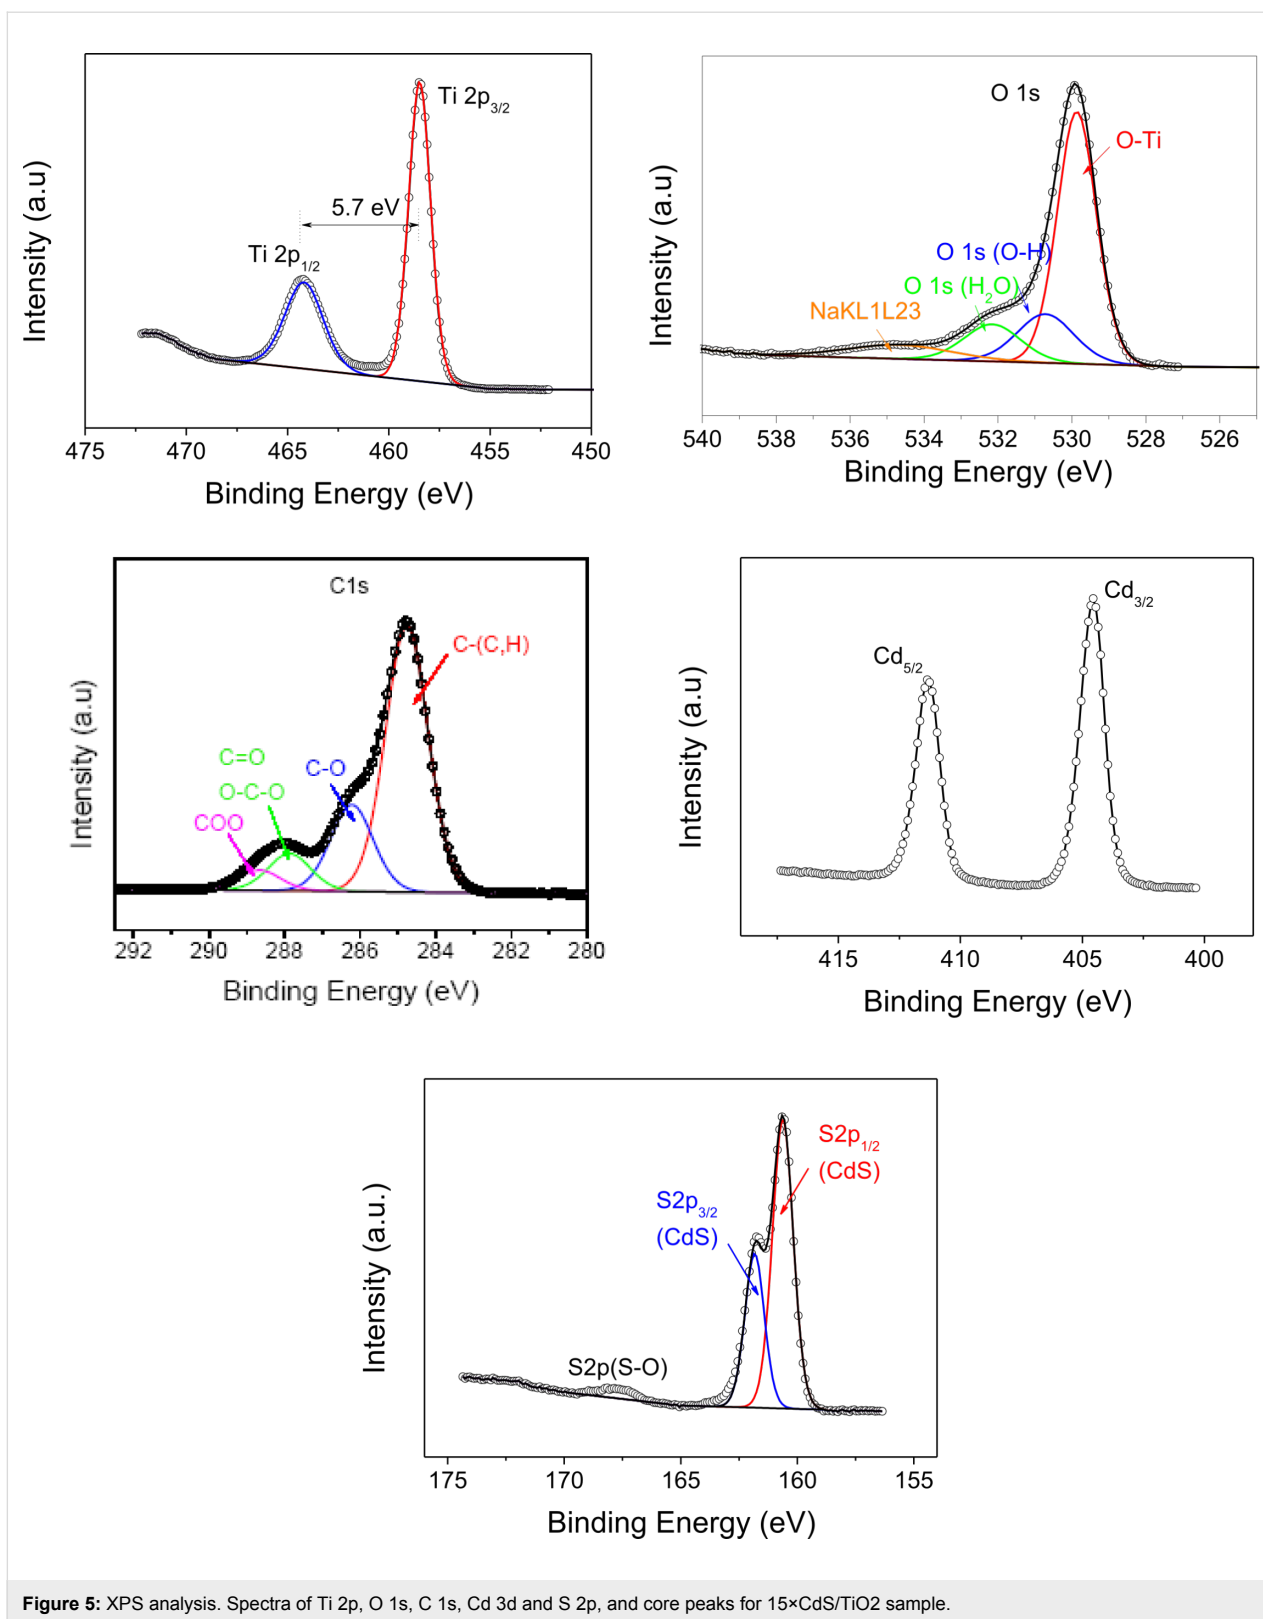 Ti 2p3/2
5.7 eV
Ti 2p1/2
Intensity (a.u)
475 470 465 460 455 450
Binding Energy (eV)
O 1s
O-Ti
O 1s (O-H)
O 1s (H2O)
NaKL1L23
Intensity (a.u)
540 538 536 534 532 530 528 526
Binding Energy (eV)
C1s
C-(C,H)
C=O
C-O
O-C-O
COO
Intensity (a.u)
292 290 288 286 284 282 280
Binding Energy (eV)
Cd3/2
Cd5/2
Intensity (a.u)
415 410 405 400
Binding Energy (eV)
S2p1/2
(CdS)
S2p3/2
(CdS)
S2p(S-O)
Intensity (a.u.)
175 170 165 160 155
Binding Energy (eV)
Figure 5: XPS analysis. Spectra of Ti 2p, O 1s, C 1s, Cd 3d and S 2p, and core peaks for 15×CdS/TiO2 sample.